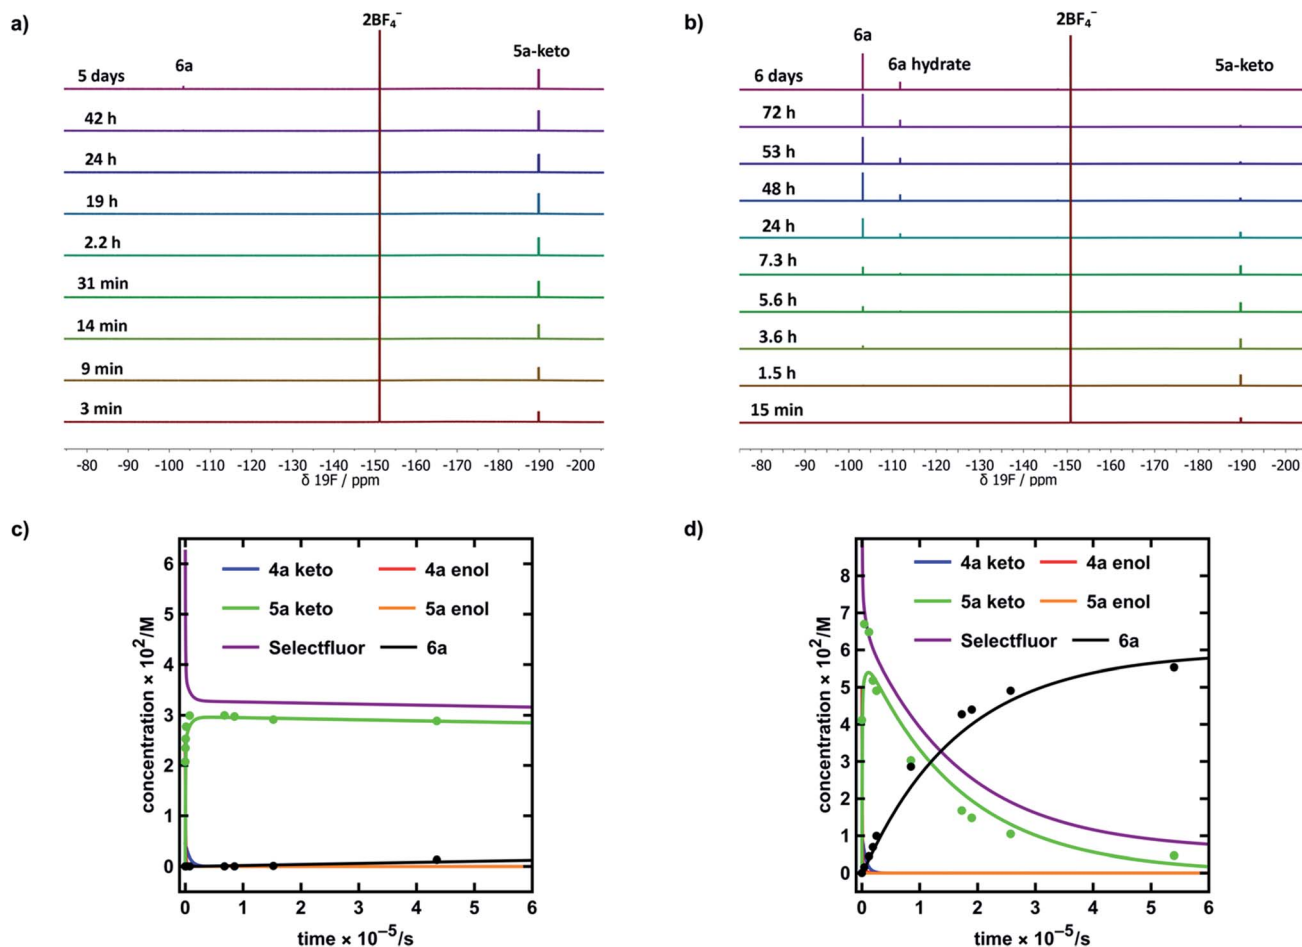 a)
2BF₄⁻
5a-keto
6a
5 days
42 h
24 h
19 h
2.2 h
31 min
14 min
9 min
3 min
-80 -90 -100 -110 -120 -130 -140 -150 -160 -170 -180 -190 -200
δ 19F / ppm
b)
2BF₄⁻
6a
6a hydrate
5a-keto
6 days
72 h
53 h
48 h
24 h
7.3 h
5.6 h
3.6 h
1.5 h
15 min
-80 -90 -100 -110 -120 -130 -140 -150 -160 -170 -180 -190 -200
δ 19F / ppm
c)
concentration × 10²/M
6
5
4
3
2
1
0
4a keto 4a enol
5a keto 5a enol
Selectfluor 6a
0 1 2 3 4 5 6
time × 10⁻⁵/s
d)
concentration × 10²/M
8
7
6
5
4
3
2
1
0
4a keto 4a enol
5a keto 5a enol
Selectfluor 6a
0 1 2 3 4 5 6
time × 10⁻⁵/s